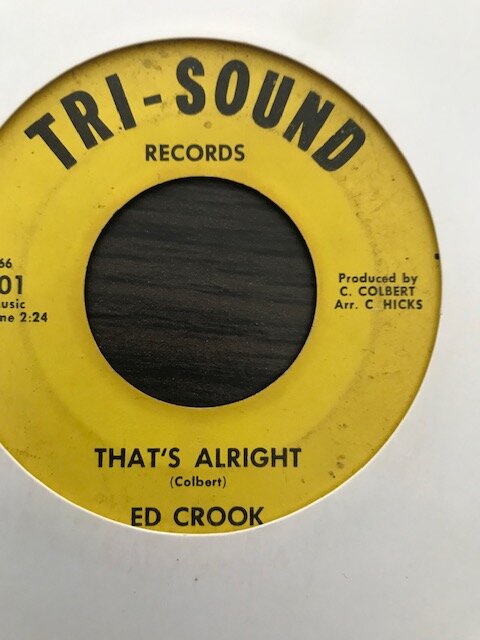 TRI-SOUND
RECORDS
66
01
usic
ne 2:24
Produced by
C. COLBERT
Arr. C HICKS
THAT'S ALRIGHT
(Colbert)
ED CROOK